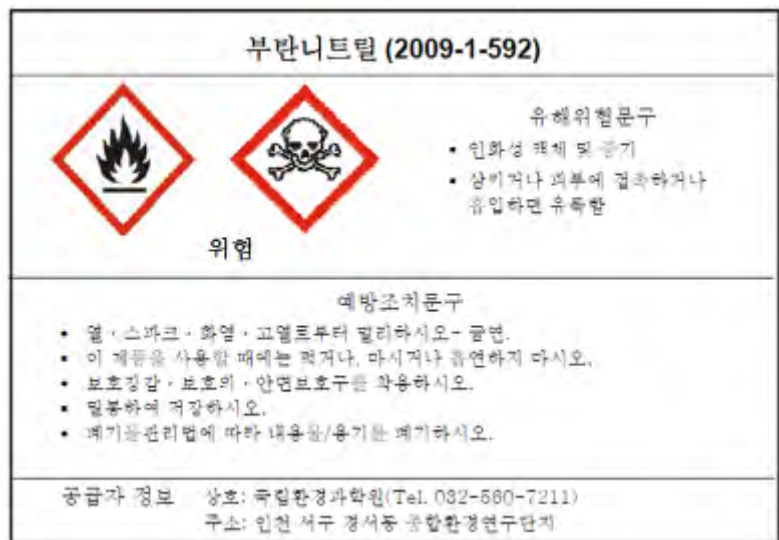 부탄니트릴 (2009-1-592)
유해위험문구
• 인화성 액체 및 증기
• 삼키거나 피부에 접촉하거나
흡입하면 유독함
위험
예방조치문구
• 열·스파크·화염·고열로부터 멀리하시오- 금연.
• 이 제품을 사용할 때에는 먹거나, 마시거나 흡연하지 마시오.
• 보호장갑·보호의·안면보호구를 착용하시오.
• 밀봉하여 저장하시오.
• 폐기물관리법에 따라 내용물/용기를 폐기하시오.
공급자 정보 상호: 국립환경과학원(Tel. 032-560-7211)
주소: 인천 서구 경서동 종합환경연구단지